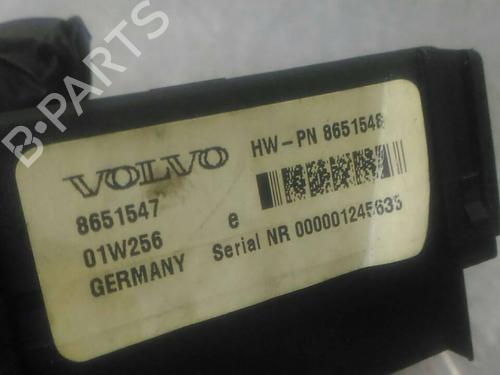 B-PARTS
VOLVO
HW-PN 8651548
8651547
01W256
e
GERMANY
Serial NR 000001245635